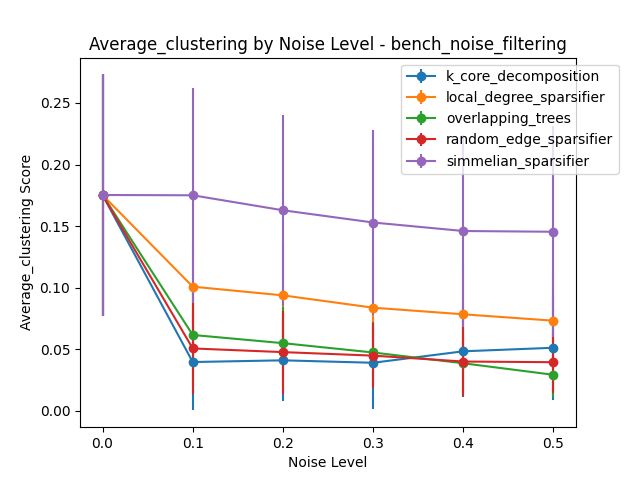 Average_clustering by Noise Level - bench_noise_filtering
k_core_decomposition
local_degree_sparsifier
overlapping_trees
random_edge_sparsifier
simmelian_sparsifier
Average_clustering Score
0.25
0.20
0.15
0.10
0.05
0.00
0.0 0.1 0.2 0.3 0.4 0.5
Noise Level